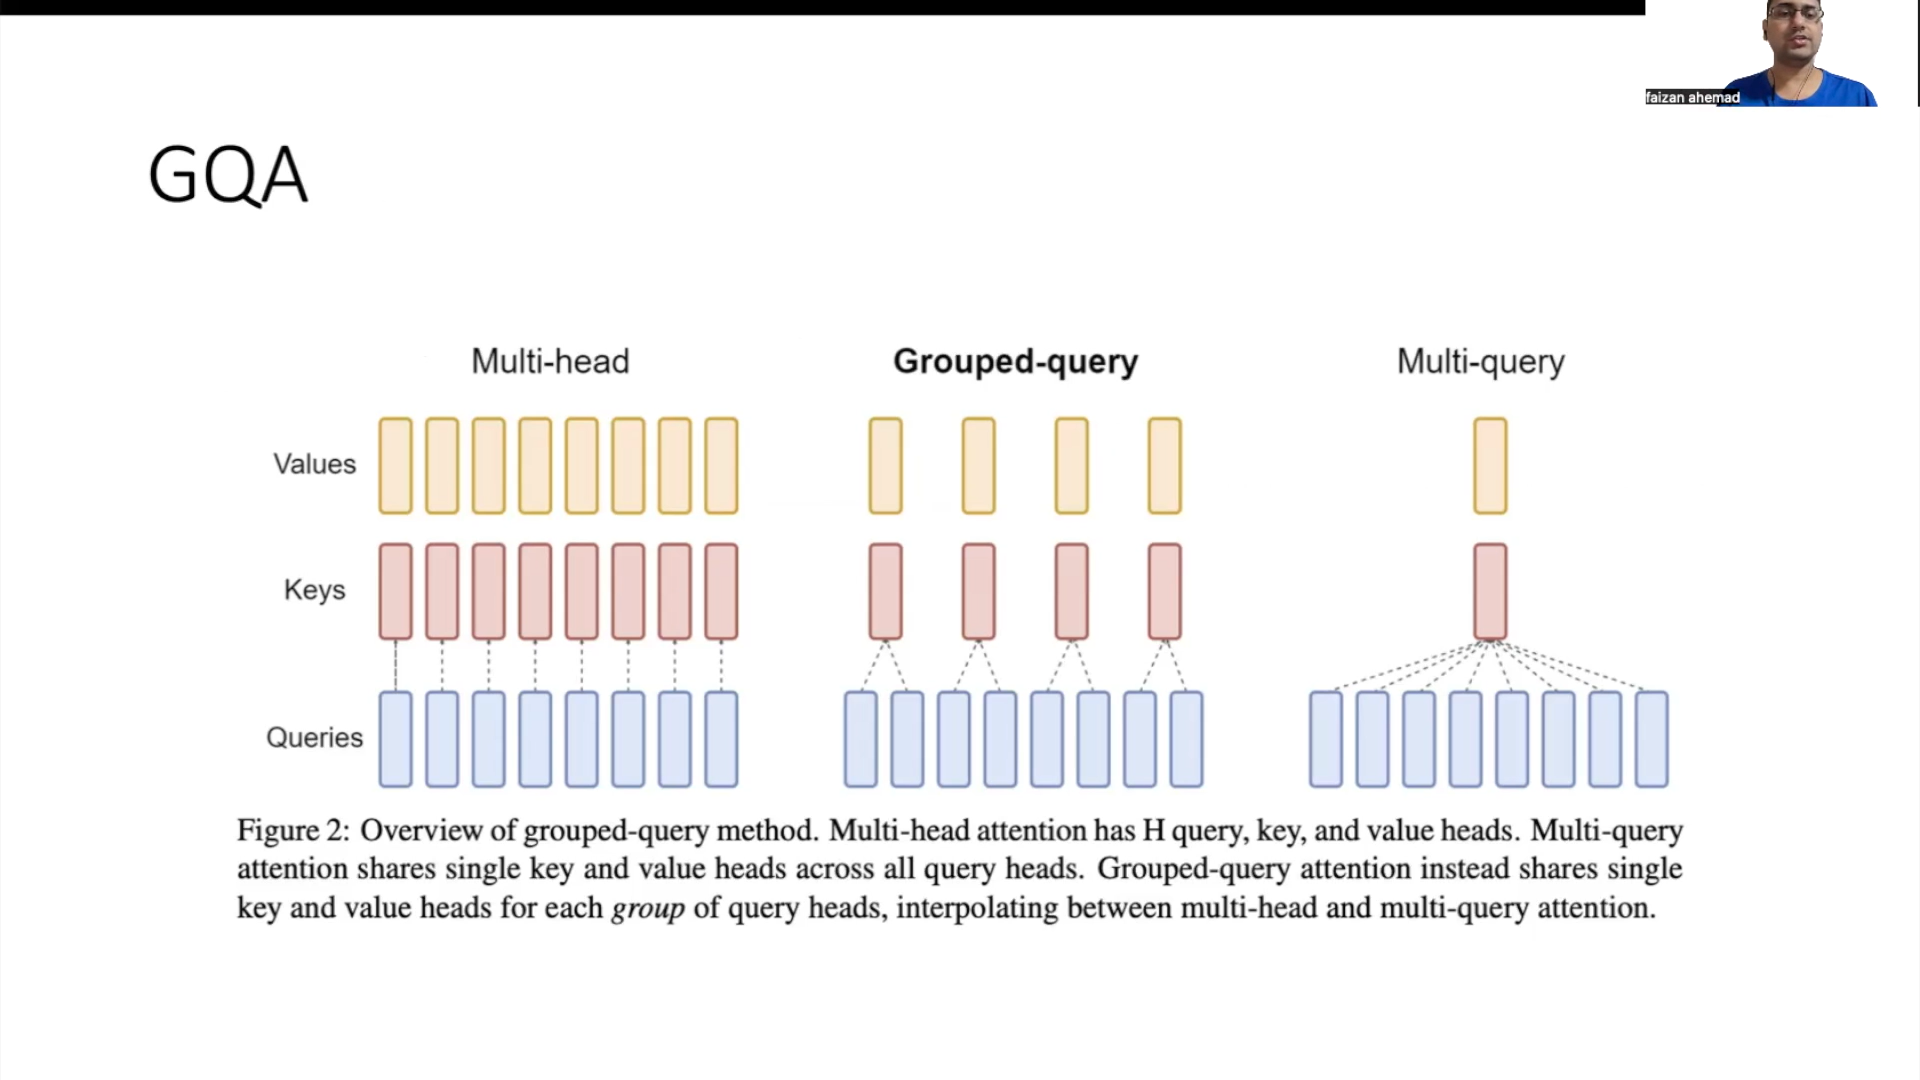 faizan ahemad
GQA
Multi-head
Grouped-query
Multi-query
Values
Keys
Queries
Figure 2: Overview of grouped-query method. Multi-head attention has H query, key, and value heads. Multi-query
attention shares single key and value heads across all query heads. Grouped-query attention instead shares single
key and value heads for each group of query heads, interpolating between multi-head and multi-query attention.